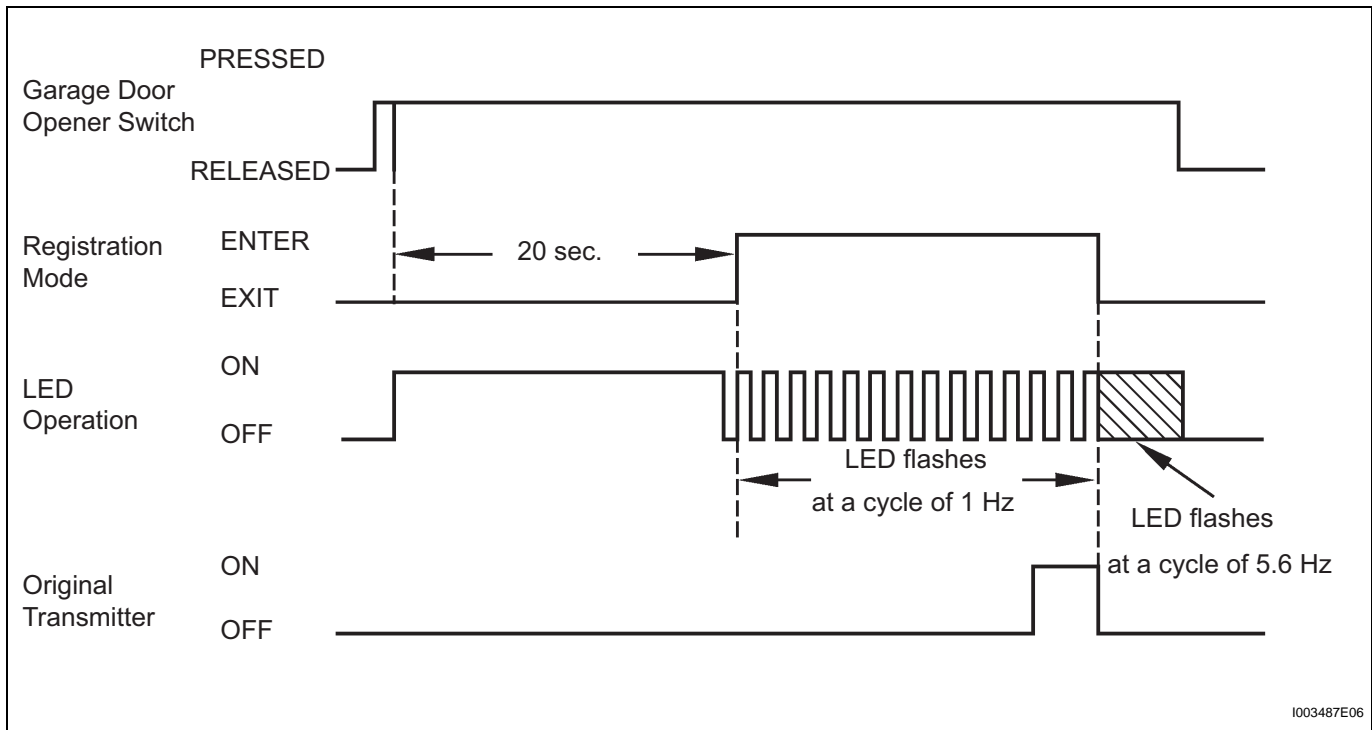 PRESSED
Garage Door
Opener Switch
RELEASED
Registration
Mode
ENTER
20 sec.
EXIT
LED
Operation
ON
OFF
LED flashes
at a cycle of 1 Hz
LED flashes
at a cycle of 5.6 Hz
Original
Transmitter
ON
OFF
I003487E06